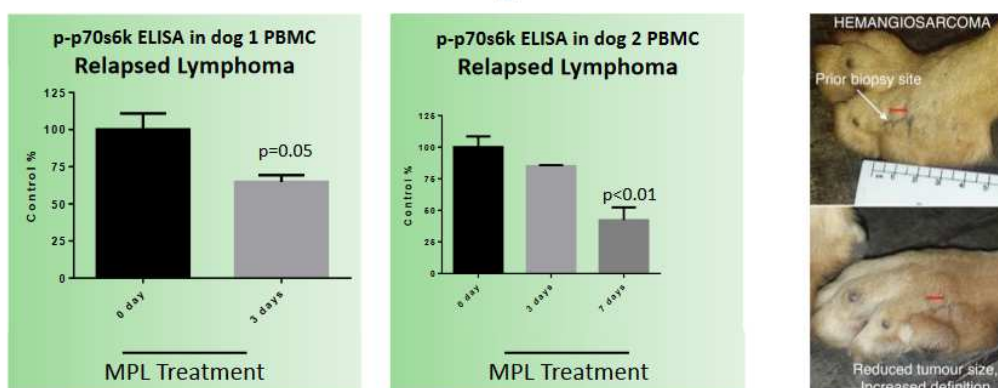 p-p70s6k ELISA in dog 1 PBMC
Relapsed Lymphoma
Control %
125
100
75
50
25
0
p=0.05
0 day
3 days
MPL Treatment
p-p70s6k ELISA in dog 2 PBMC
Relapsed Lymphoma
Control %
125
100
75
50
25
0
p<0.01
0 day
3 days
7 days
MPL Treatment
HEMANGIOSARCOMA
Prior biopsy site
Reduced tumour size,
Increased definition